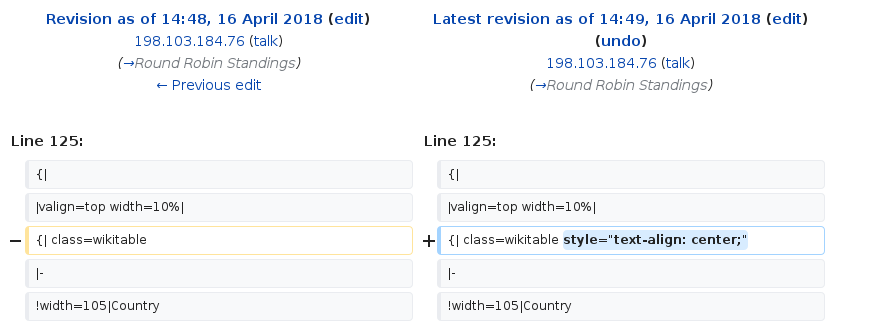 Revision as of 14:48, 16 April 2018 (edit)
198.103.184.76 (talk)
(→Round Robin Standings)
← Previous edit
Latest revision as of 14:49, 16 April 2018 (edit)
(undo)
198.103.184.76 (talk)
(→Round Robin Standings)
Line 125:
Line 125:
{|
{|
|valign=top width=10%|
|valign=top width=10%|
− {| class=wikitable
+ {| class=wikitable style="text-align: center;"
|-
|-
!width=105|Country
!width=105|Country